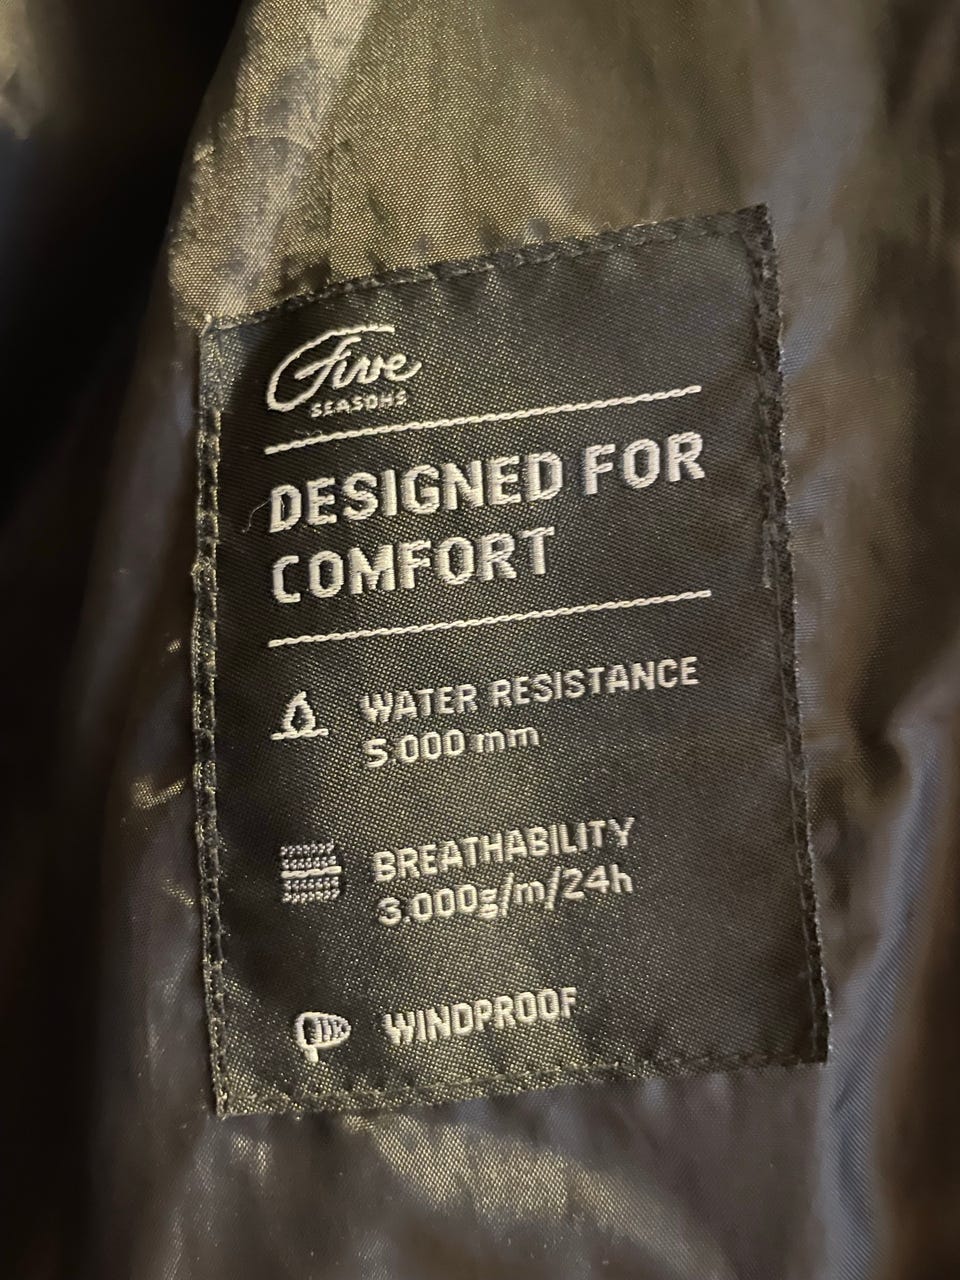 Five
SEASONS
DESIGNED FOR
COMFORT
WATER RESISTANCE
5.000 mm
BREATHABILITY
3.000g/m/24h
WINDPROOF